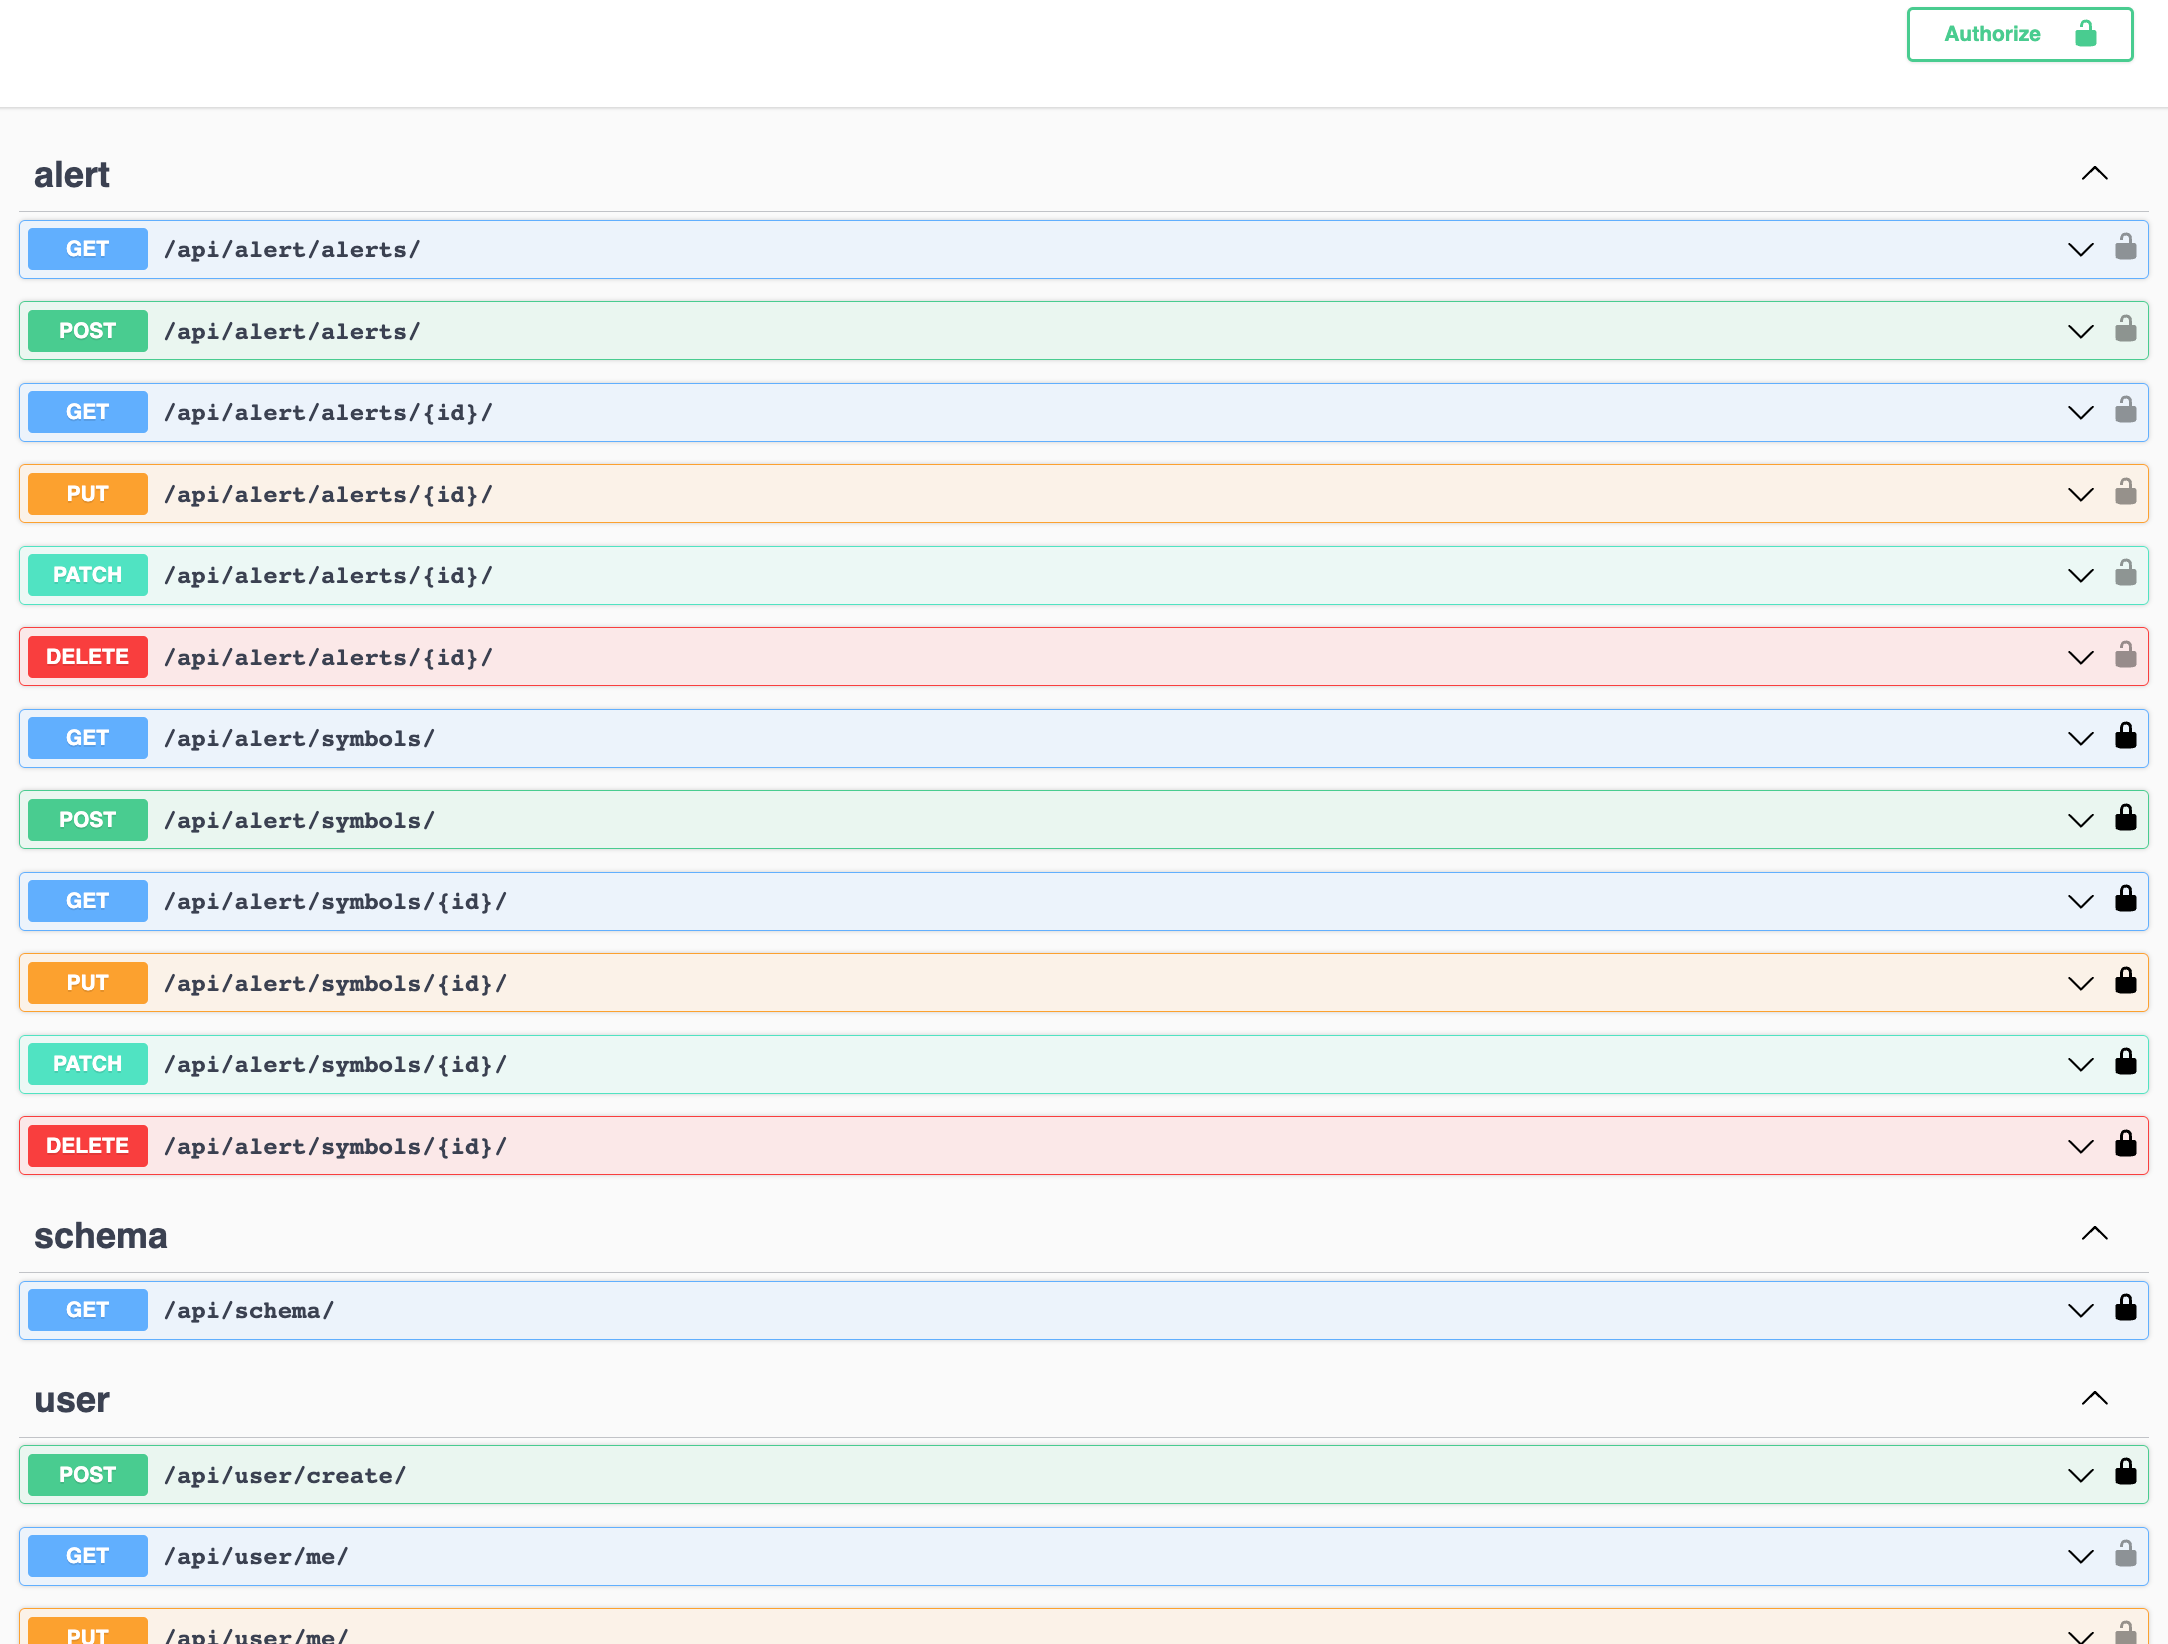 Authorize
alert
GET /api/alert/alerts/
POST /api/alert/alerts/
GET /api/alert/alerts/{id}/
PUT /api/alert/alerts/{id}/
PATCH /api/alert/alerts/{id}/
DELETE /api/alert/alerts/{id}/
GET /api/alert/symbols/
POST /api/alert/symbols/
GET /api/alert/symbols/{id}/
PUT /api/alert/symbols/{id}/
PATCH /api/alert/symbols/{id}/
DELETE /api/alert/symbols/{id}/
schema
GET /api/schema/
user
POST /api/user/create/
GET /api/user/me/
PUT /api/user/me/